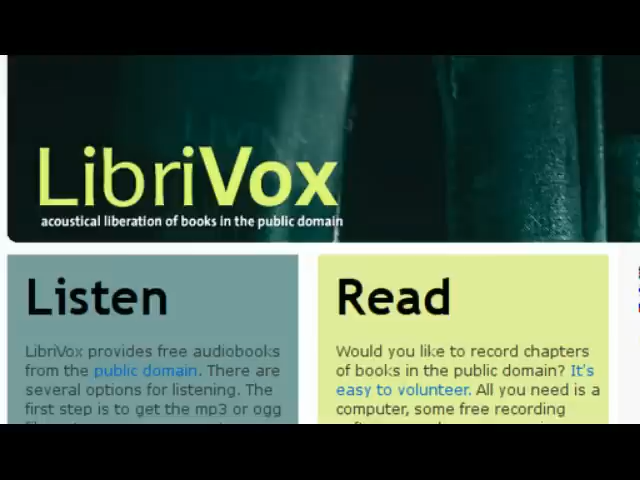 LibriVox
acoustical liberation of books in the public domain
Listen
LibriVox provides free audiobooks
from the public domain. There are
several options for listening. The
first step is to get the mp3 or ogg
Read
Would you like to record chapters
of books in the public domain? It's
easy to volunteer. All you need is a
computer, some free recording